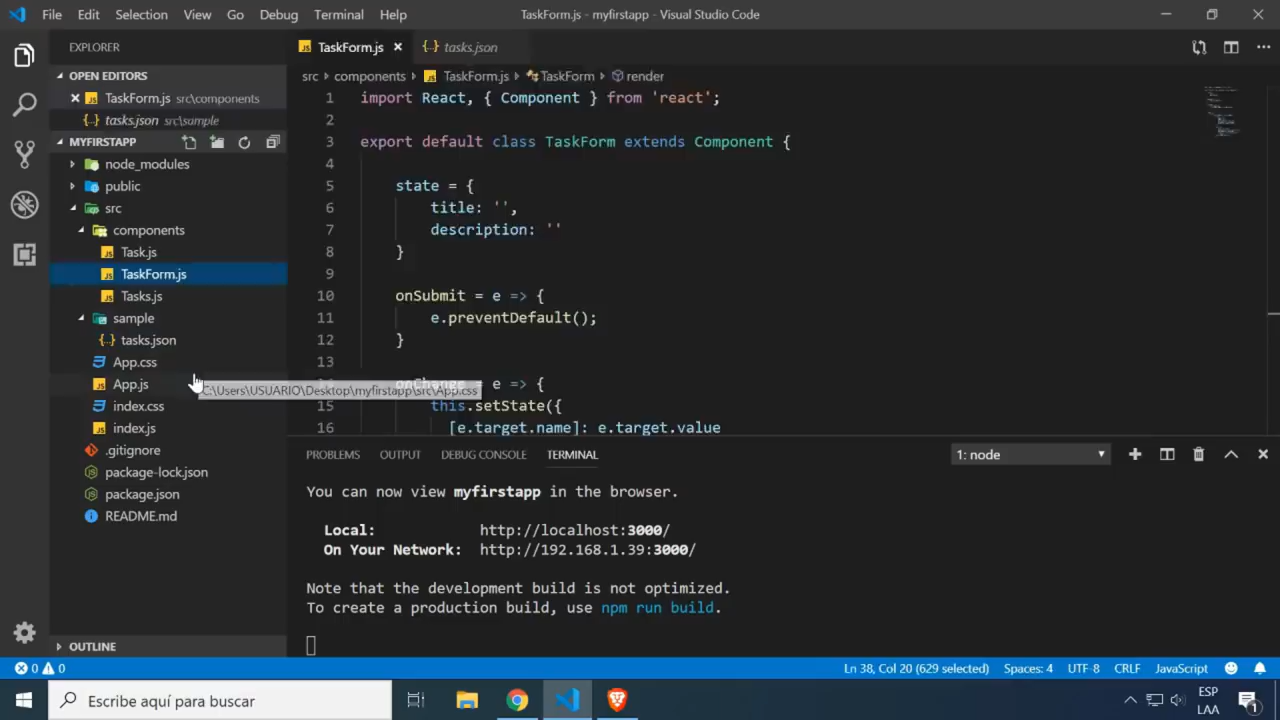 File Edit Selection View Go Debug Terminal Help TaskForm.js - myfirstapp - Visual Studio Code
EXPLORER
OPEN EDITORS
TaskForm.js src\components
{··} tasks.json src\sample
MYFIRSTAPP
node_modules
public
src
components
Task.js
TaskForm.js
Tasks.js
sample
{··} tasks.json
App.css
App.js
index.css
index.js
.gitignore
package-lock.json
package.json
README.md
OUTLINE
TaskForm.js {··} tasks.json
src components TaskForm.js TaskForm render
1 import React, { Component } from 'react';
2
3 export default class TaskForm extends Component {
4
5 state = {
6 title: '',
7 description: ''
8 }
9
10 onSubmit = e => {
11 e.preventDefault();
12 }
13
onChange = e => {
C:\Users\USUARIO\Desktop\myfirstapp\src\App.css
15 this.setState({
16 [e.target.name]: e.target.value
PROBLEMS OUTPUT DEBUG CONSOLE TERMINAL 1: node
You can now view myfirstapp in the browser.
Local: http://localhost:3000/
On Your Network: http://192.168.1.39:3000/
Note that the development build is not optimized.
To create a production build, use npm run build.
0 0 Ln 38, Col 20 (629 selected) Spaces: 4 UTF-8 CRLF JavaScript
Escribe aquí para buscar
ESP
LAA
1